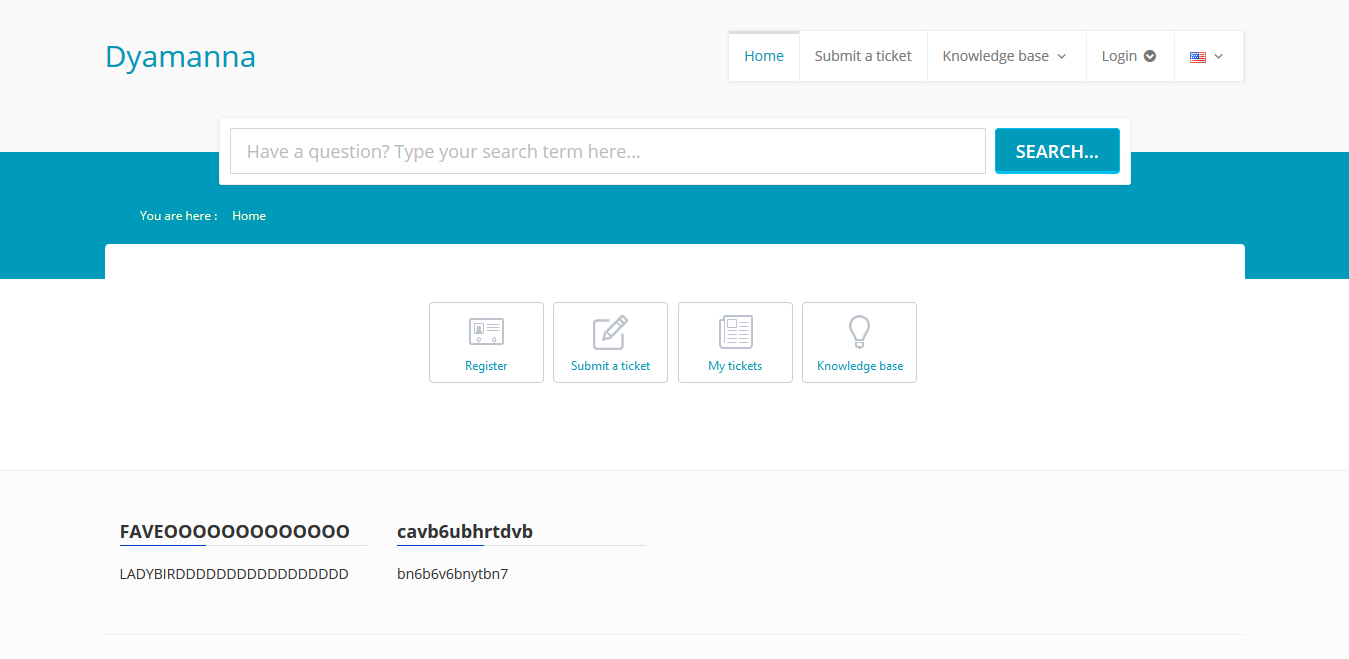 Dyamanna
Home Submit a ticket Knowledge base Login
Have a question? Type your search term here...
SEARCH...
You are here : Home
Register Submit a ticket My tickets Knowledge base
FAVEOOOOOOOOOOOOO cavb6ubhrtdvb
LADYBIRDDDDDDDDDDDDDDDDD bn6b6v6bnytbn7